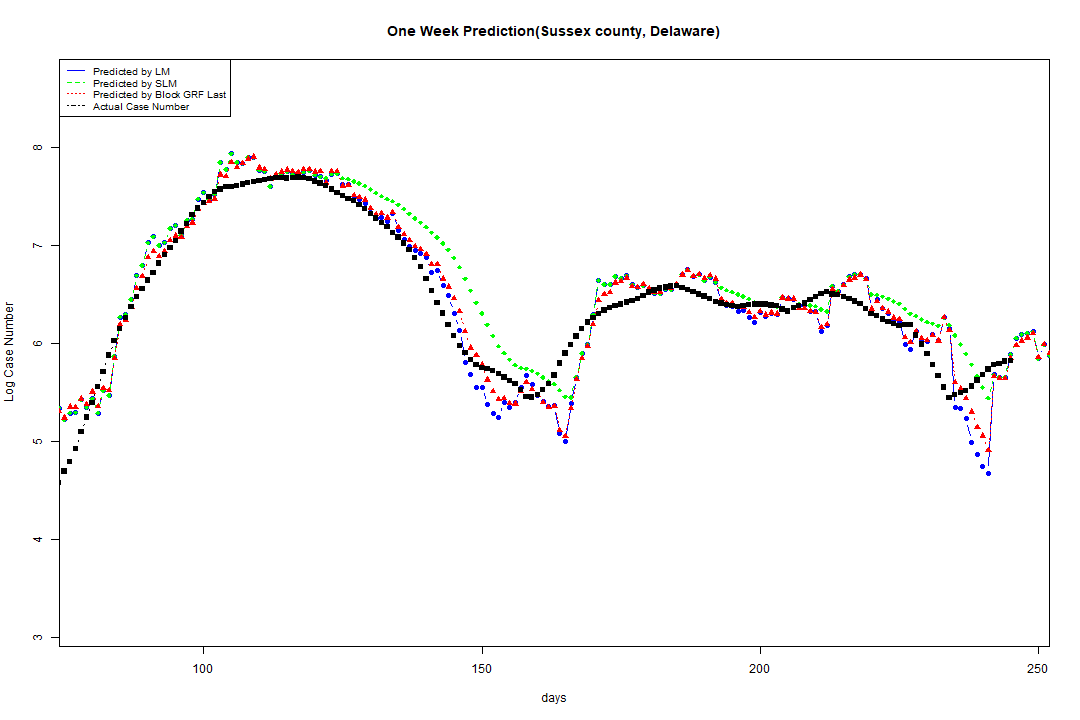 One Week Prediction(Sussex county, Delaware)
Predicted by LM
Predicted by SLM
Predicted by Block GRF Last
Actual Case Number
8
7
6
5
4
3
Log Case Number
100 150 200 250
days